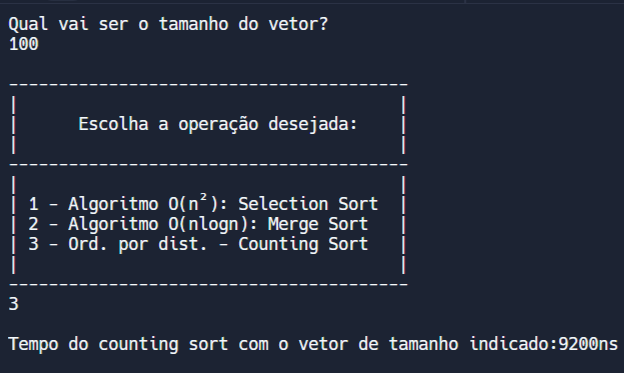 Qual vai ser o tamanho do vetor?
100
----------------------------------------
|                                      |
|      Escolha a operação desejada:    |
|                                      |
----------------------------------------
|                                      |
| 1 - Algoritmo O(n²): Selection Sort  |
| 2 - Algoritmo O(nlogn): Merge Sort   |
| 3 - Ord. por dist. - Counting Sort   |
|                                      |
----------------------------------------
3
Tempo do counting sort com o vetor de tamanho indicado:9200ns